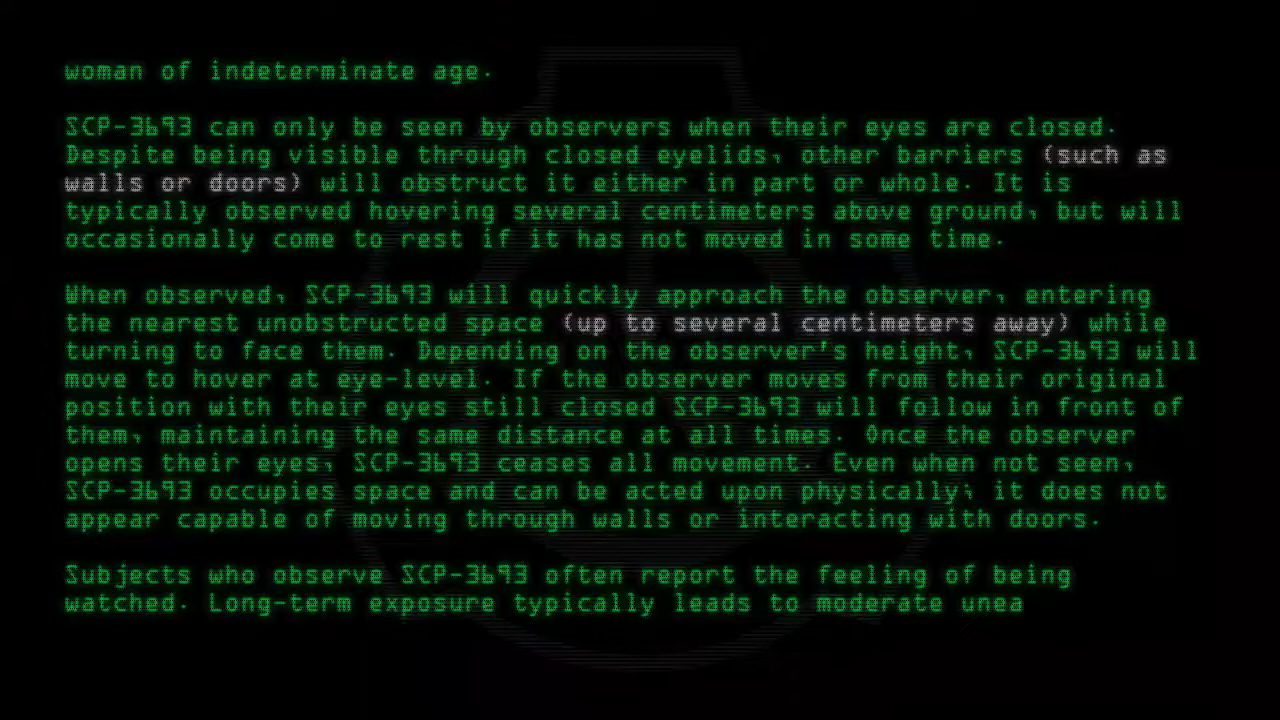 woman of indeterminate age.
SCP-3693 can only be seen by observers when their eyes are closed.
Despite being visible through closed eyelids, other barriers (such as
walls or doors) will obstruct it either in part or whole. It is
typically observed hovering several centimeters above ground, but will
occasionally come to rest if it has not moved in some time.
When observed, SCP-3693 will quickly approach the observer, entering
the nearest unobstructed space (up to several centimeters away) while
turning to face them. Depending on the observer's height, SCP-3693 will
move to hover at eye-level. If the observer moves from their original
position with their eyes still closed SCP-3693 will follow in front of
them, maintaining the same distance at all times. Once the observer
opens their eyes, SCP-3693 ceases all movement. Even when not seen,
SCP-3693 occupies space and can be acted upon physically; it does not
appear capable of moving through walls or interacting with doors.
Subjects who observe SCP-3693 often report the feeling of being
watched. Long-term exposure typically leads to moderate unea